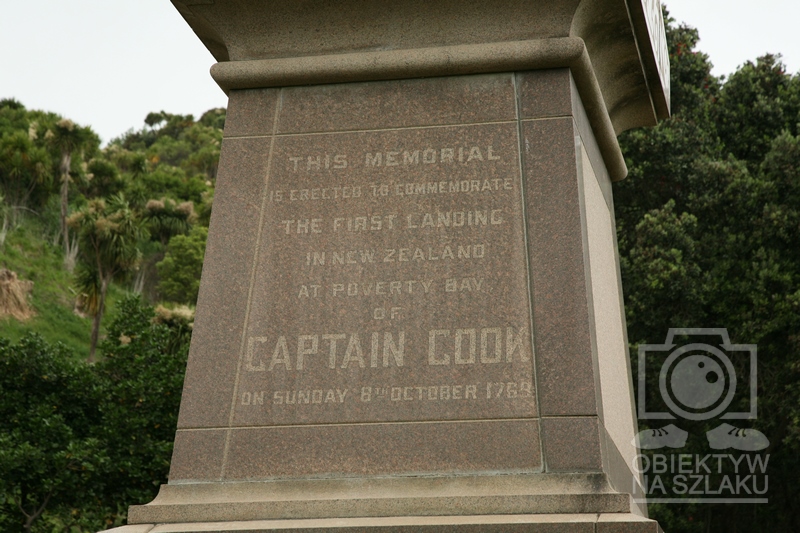 THIS MEMORIAL
IS ERECTED TO COMMEMORATE
THE FIRST LANDING
IN NEW ZEALAND
AT POVERTY BAY
OF
CAPTAIN COOK
ON SUNDAY 8TH OCTOBER 1769
OBIEKTYW
NA SZLAKU